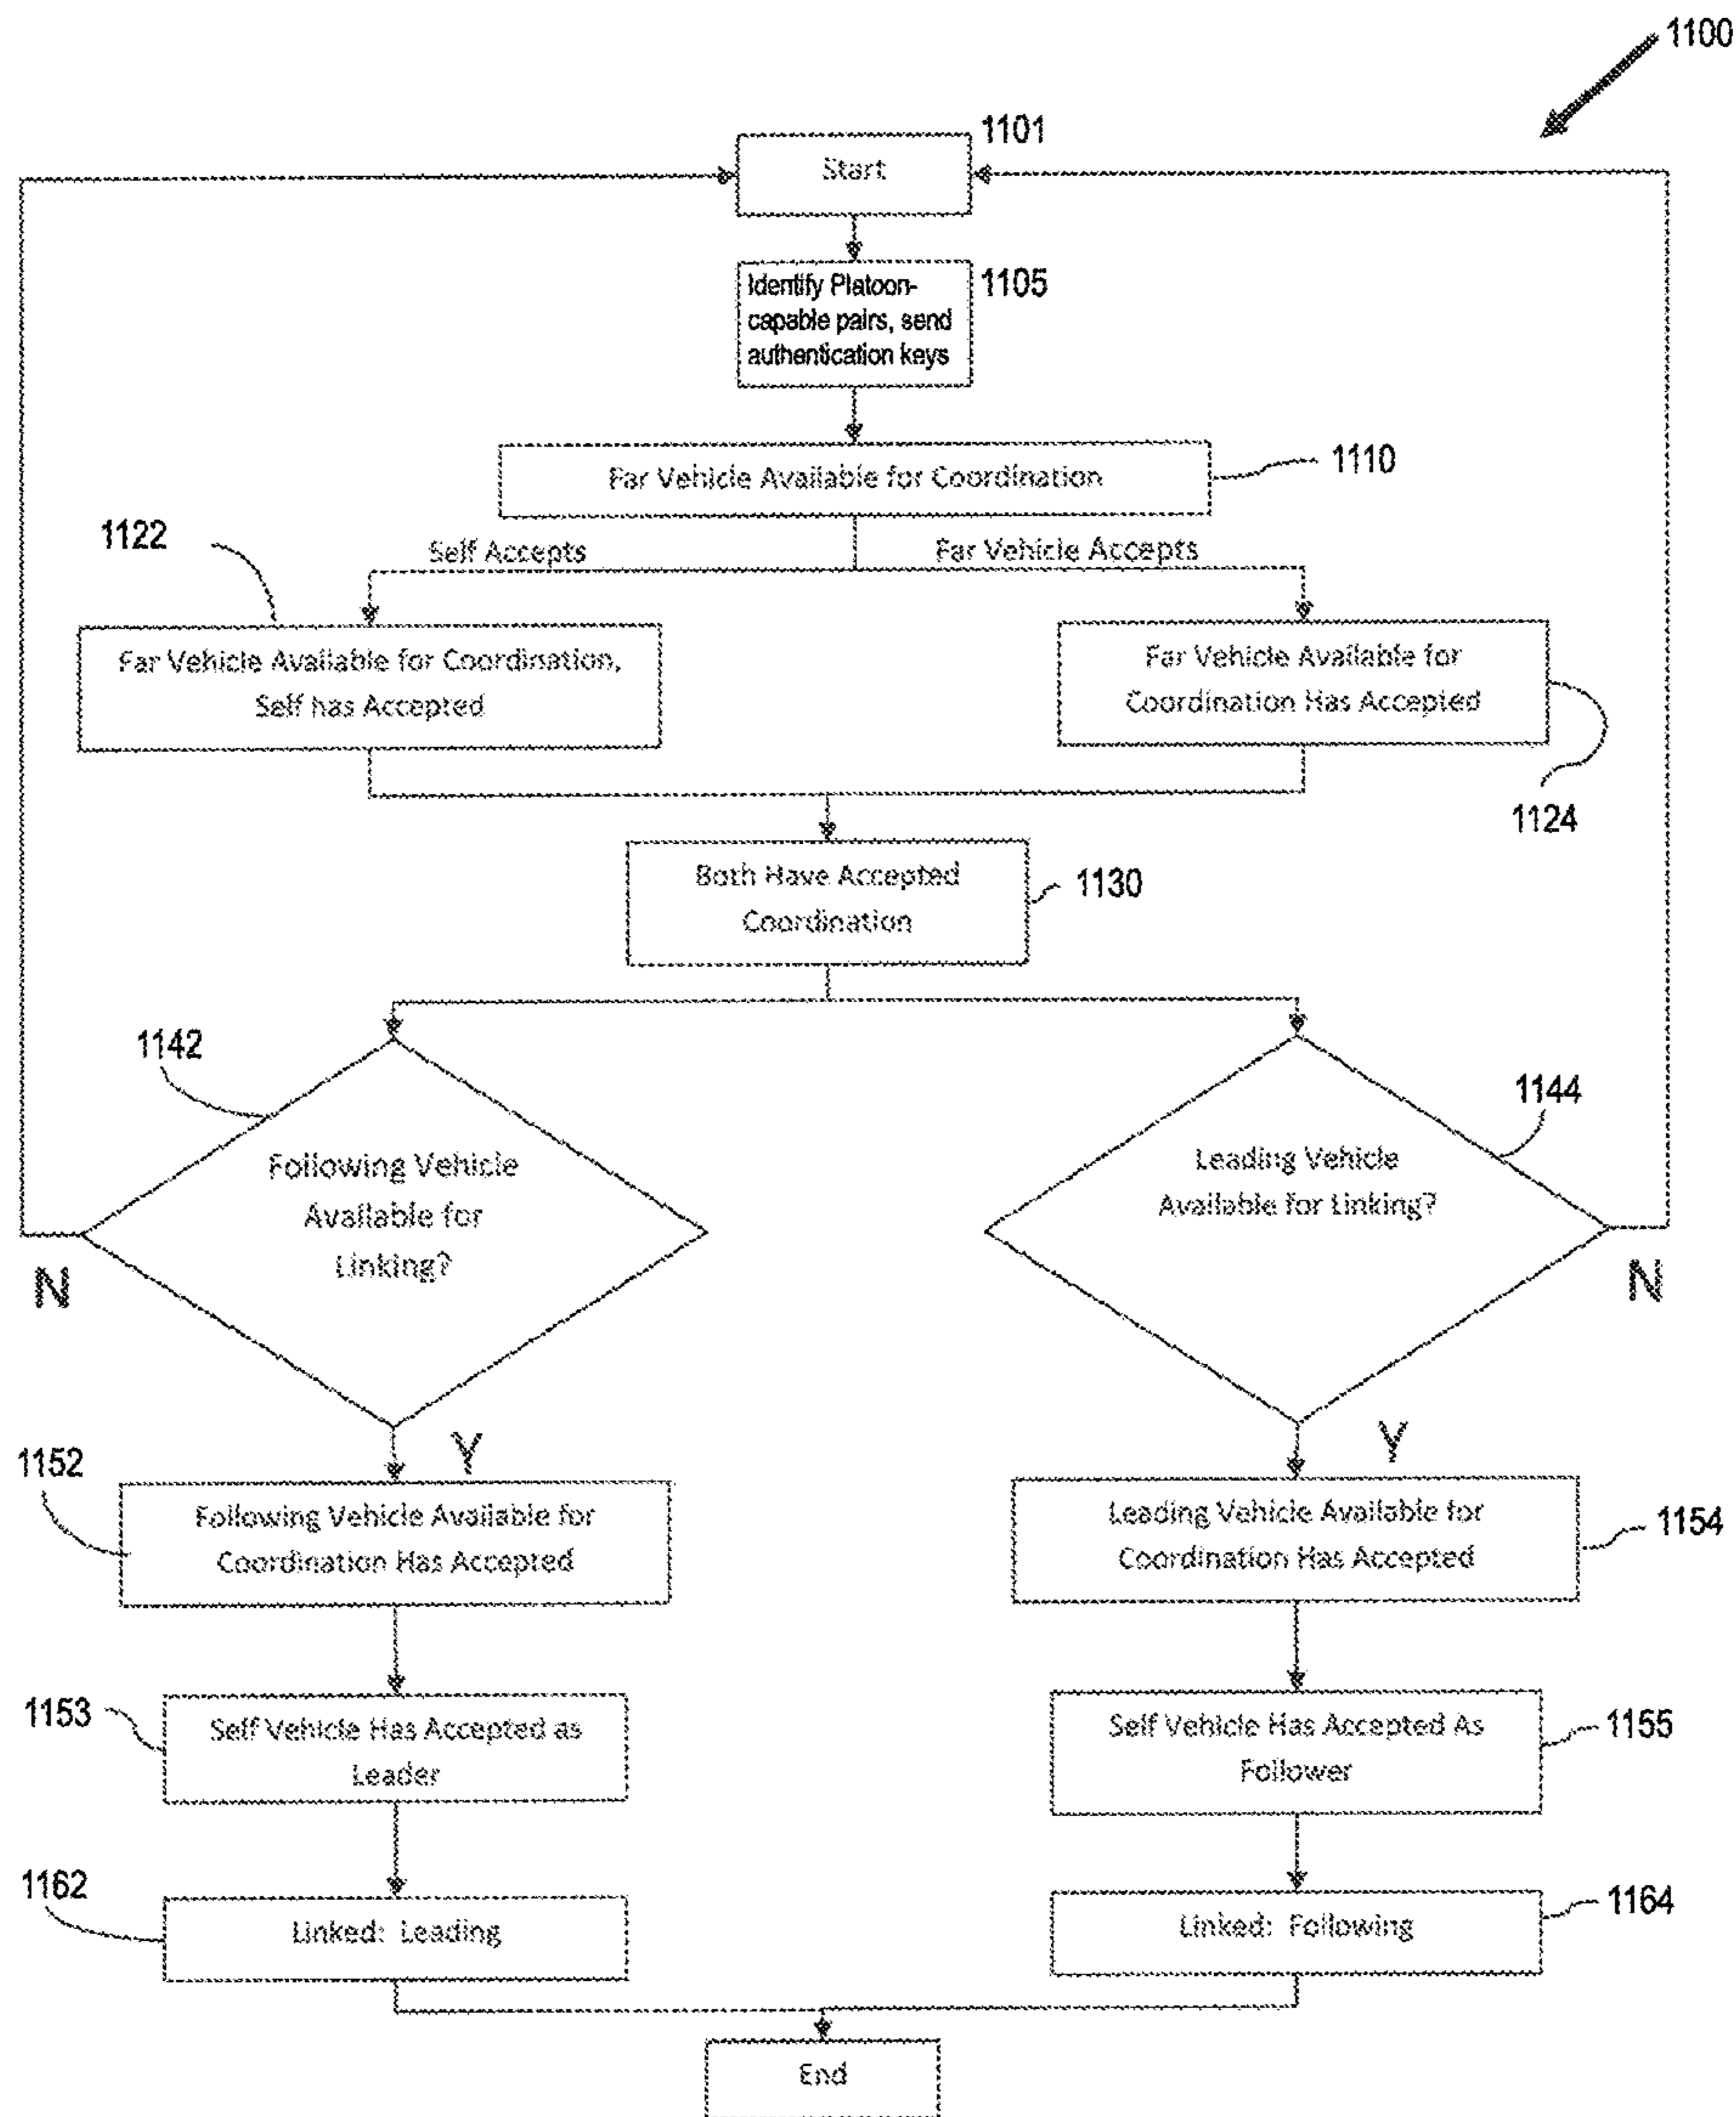 1100
1101
Start
1105
Identify Platoon-
capable pairs, send
authentication keys
Far Vehicle Available for Coordination
1110
1122
Self Accepts
Far Vehicle Accepts
Far Vehicle Available for Coordination,
Self has Accepted
Far Vehicle Available for
Coordination Has Accepted
1124
Both Have Accepted
Coordination
1130
1142
1144
Following Vehicle
Available for
Linking?
Leading Vehicle
Available for Linking?
N
N
Y
Y
1152
Following Vehicle Available for
Coordination Has Accepted
Leading Vehicle Available for
Coordination Has Accepted
1154
1153
Self Vehicle Has Accepted as
Leader
Self Vehicle Has Accepted As
Follower
1155
1162
Linked: Leading
Linked: Following
1164
End